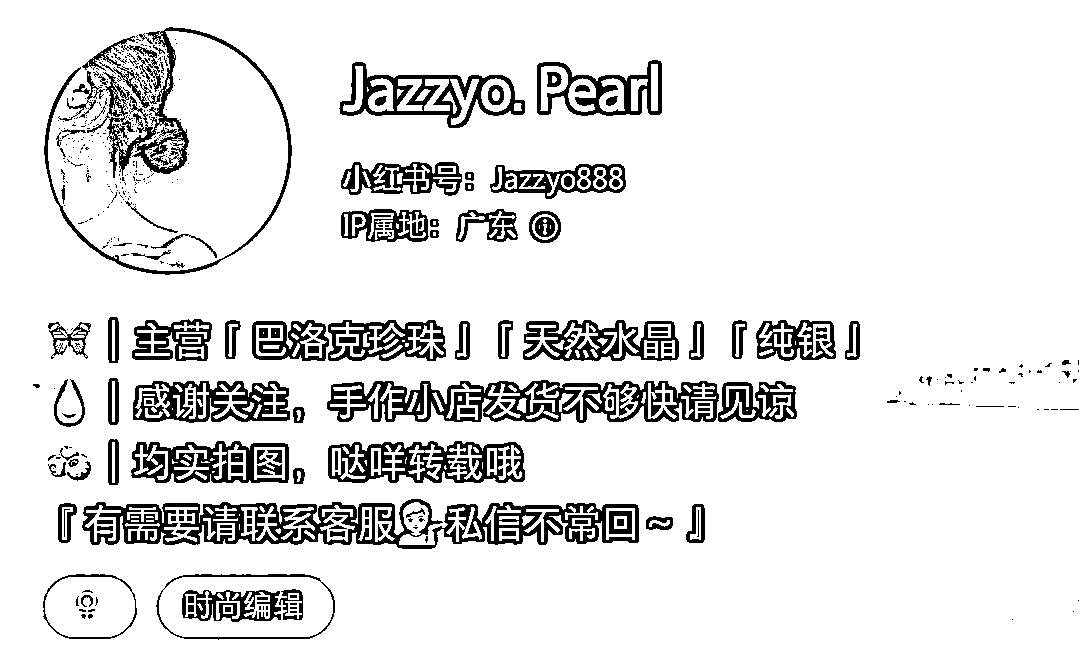 Jazzyo. Pearl
小红书号：Jazzyo888
IP属地：广东
| 主营「巴洛克珍珠」「天然水晶」「纯银」
| 感谢关注，手作小店发货不够快请见谅
| 均实拍图，哒咩转载哦
『有需要请联系客服💁私信不常回～』
时尚编辑